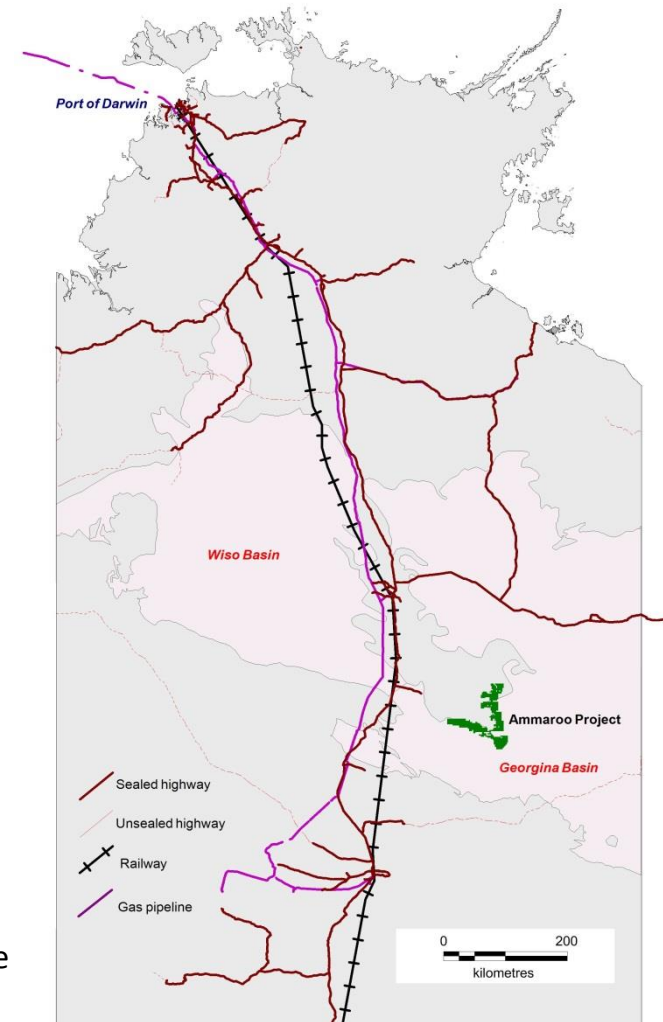 Port of Darwin
Wiso Basin
Ammaroo Project
Georgina Basin
Sealed highway
Unsealed highway
Railway
Gas pipeline
0 200
kilometres
e